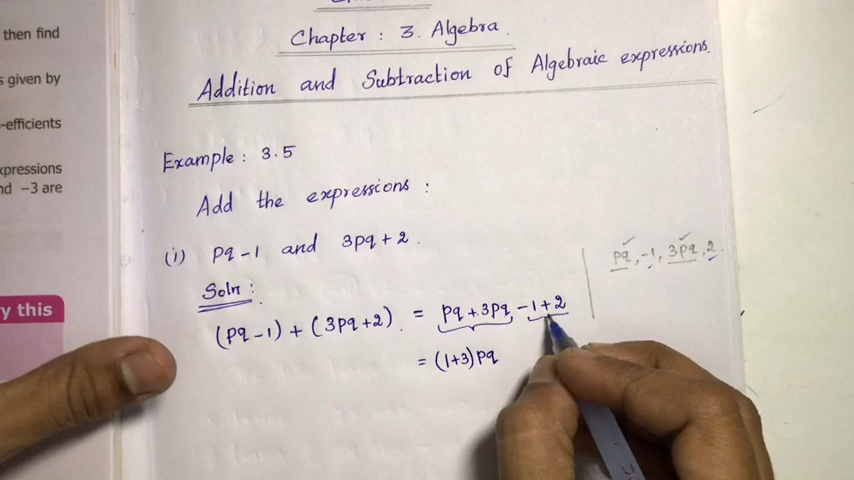 then find
s given by
-efficients
xpressions
nd -3 are
y this
Chapter : 3. Algebra.
Addition and Subtraction of Algebraic expressions.
Example : 3.5
Add the expressions :
(i) pq - 1 and 3pq + 2.
Soln :
(pq - 1) + (3pq + 2) = pq + 3pq - 1 + 2
= (1+3)pq
pq, -1, 3pq, 2.